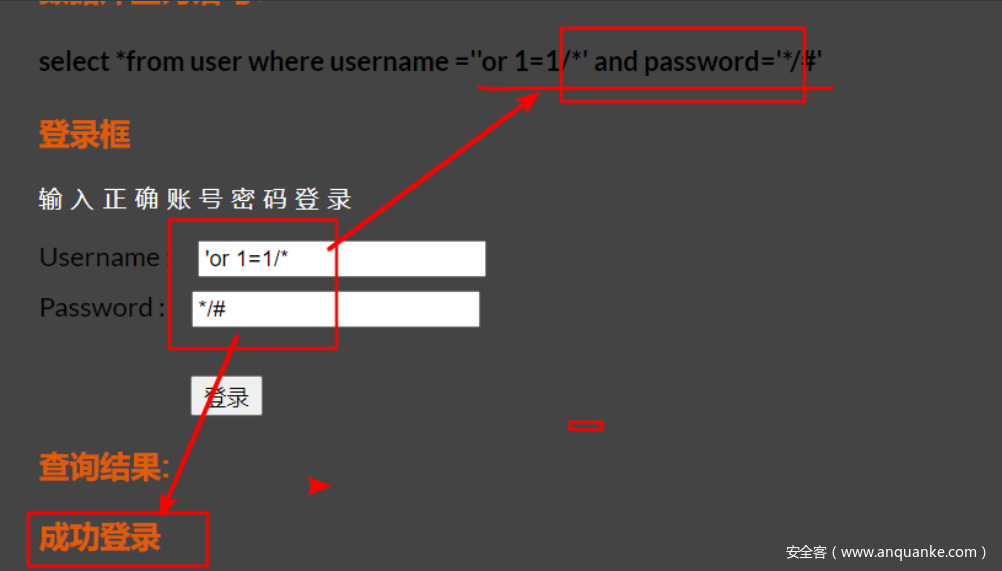 select *from user where username =''or 1=1/*' and password='*/#'
登录框
输入正确账号密码登录
Username :
'or 1=1/*
Password :
*/#
登录
查询结果:
成功登录
安全客（www.anquanke.com）